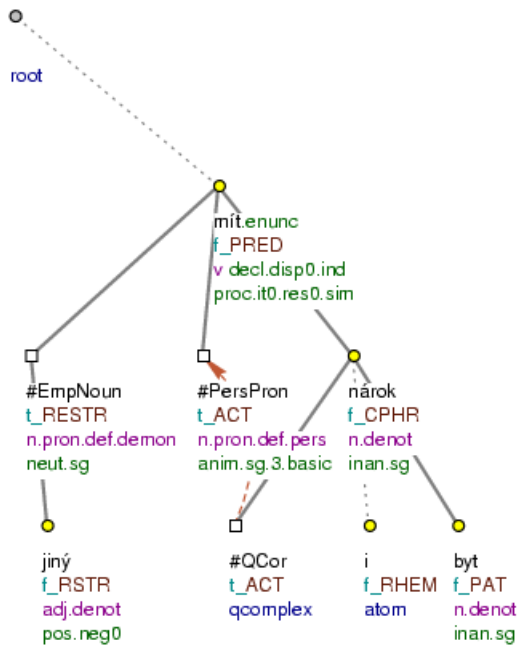 root
mít.enunc
f_PRED
v decl.disp0.ind
proc.it0.res0.sim
#EmpNoun
t_RESTR
n.pron.def.demon
neut.sg
#PersPron
t_ACT
n.pron.def.pers
anim.sg.3.basic
nárok
f_CPHR
n.denot
inan.sg
jiný
f_RSTR
adj.denot
pos.neg0
#QCor
t_ACT
qcomplex
i
f_RHEM
atom
byt
f_PAT
n.denot
inan.sg